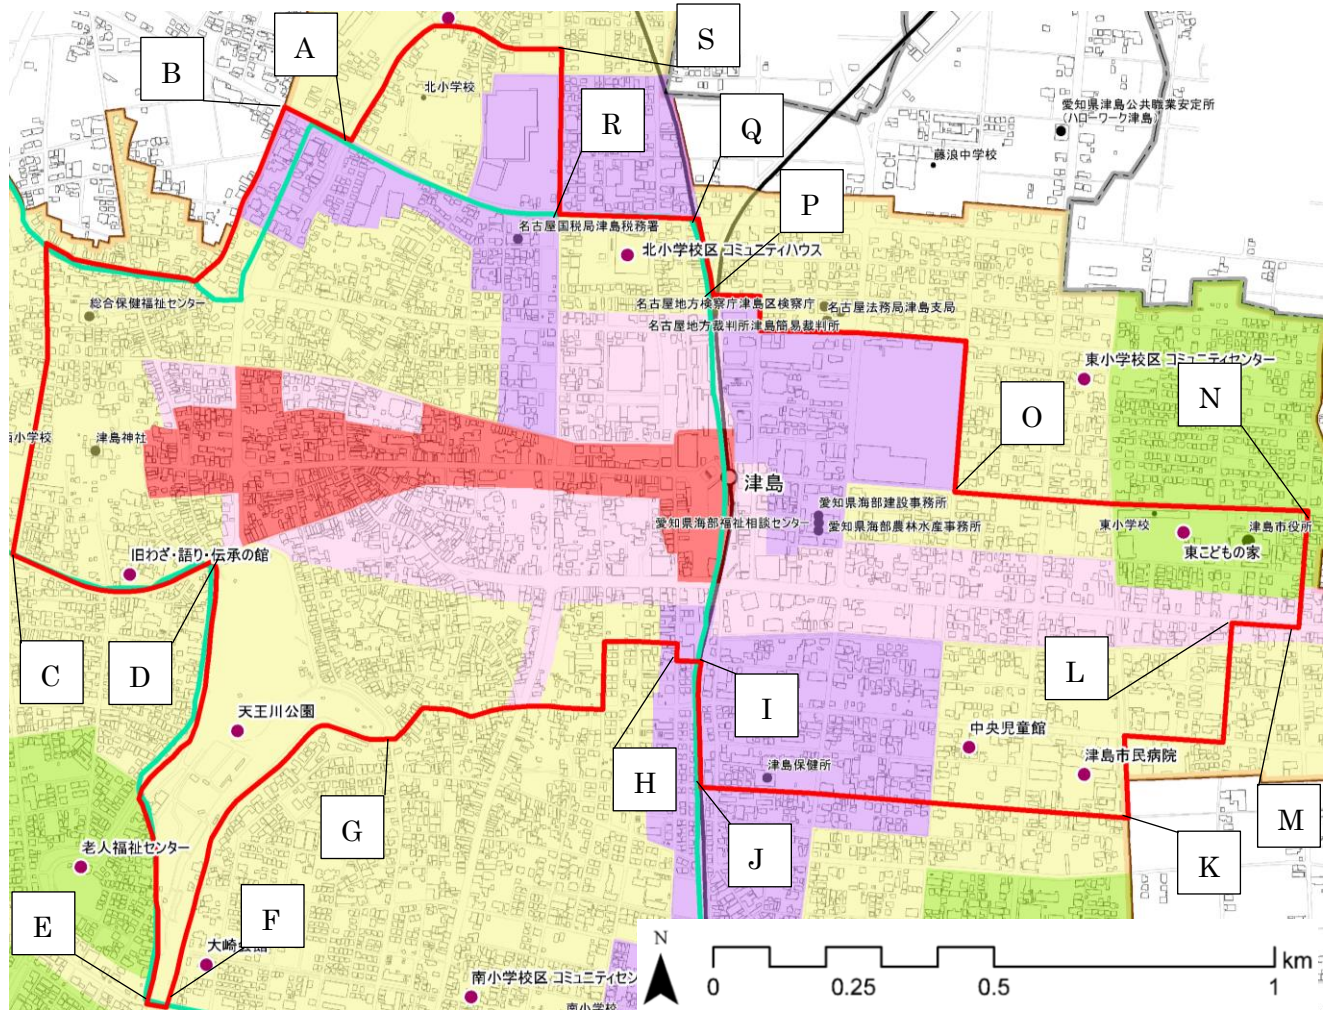 S
A
B
北小学校
愛知県津島公共職業安定所
(ハローワーク津島)
R
Q
藤浪中学校
P
名古屋国税局津島税務署
北小学校区 コミュニティハウス
総合保健福祉センター
名古屋地方検察庁津島区検察庁
名古屋法務局津島支局
名古屋地方裁判所津島簡易裁判所
東小学校区 コミュニティセンター
N
O
小学校
津島神社
津島
愛知県海部建設事務所
愛知県海部福祉相談センター
愛知県海部農林水産事務所
東小学校
津島市役所
東こどもの家
旧わざ・語り・伝承の館
C
D
L
I
天王川公園
中央児童館
津島市民病院
H
津島保健所
G
M
J
K
老人福祉センター
E
F
大崎会館
南小学校区 コミュニティセン
南小学校
N
0
0.25
0.5
1
km